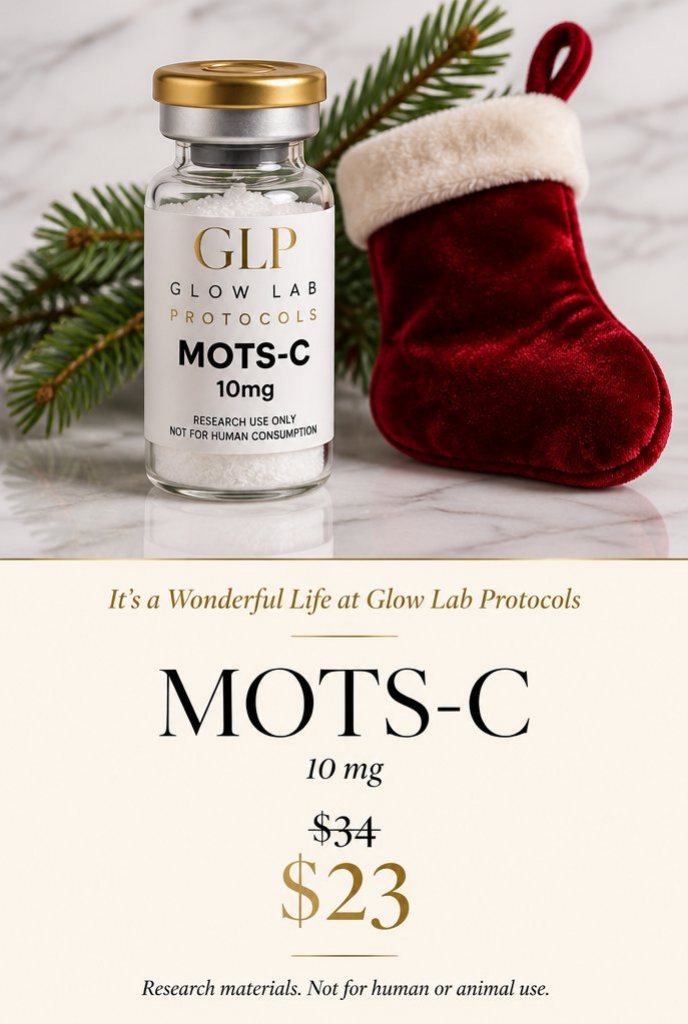 GLP
GLOW LAB
PROTOCOLS
MOTS-C
10mg
RESEARCH USE ONLY
NOT FOR HUMAN CONSUMPTION
It's a Wonderful Life at Glow Lab Protocols
MOTS-C
10 mg
$34
$23
Research materials. Not for human or animal use.